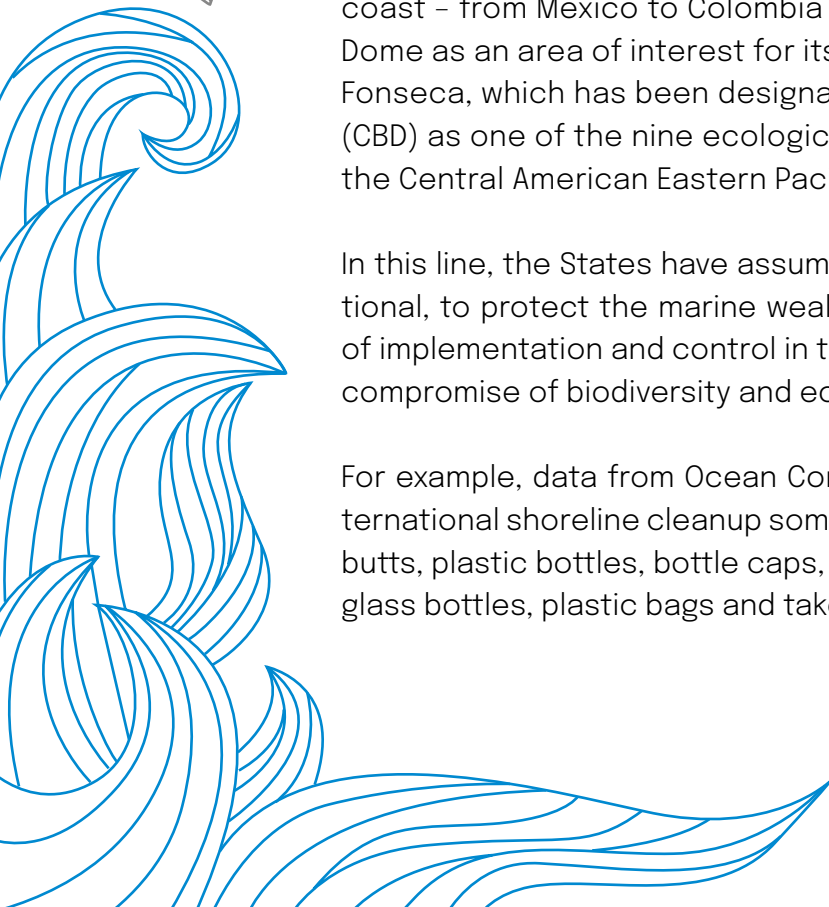 coast – from Mexico to Colombia
Dome as an area of interest for its
Fonseca, which has been designa
(CBD) as one of the nine ecologic
the Central American Eastern Pac
In this line, the States have assum
tional, to protect the marine weal
of implementation and control in t
compromise of biodiversity and ec
For example, data from Ocean Con
ternational shoreline cleanup som
butts, plastic bottles, bottle caps,
glass bottles, plastic bags and take